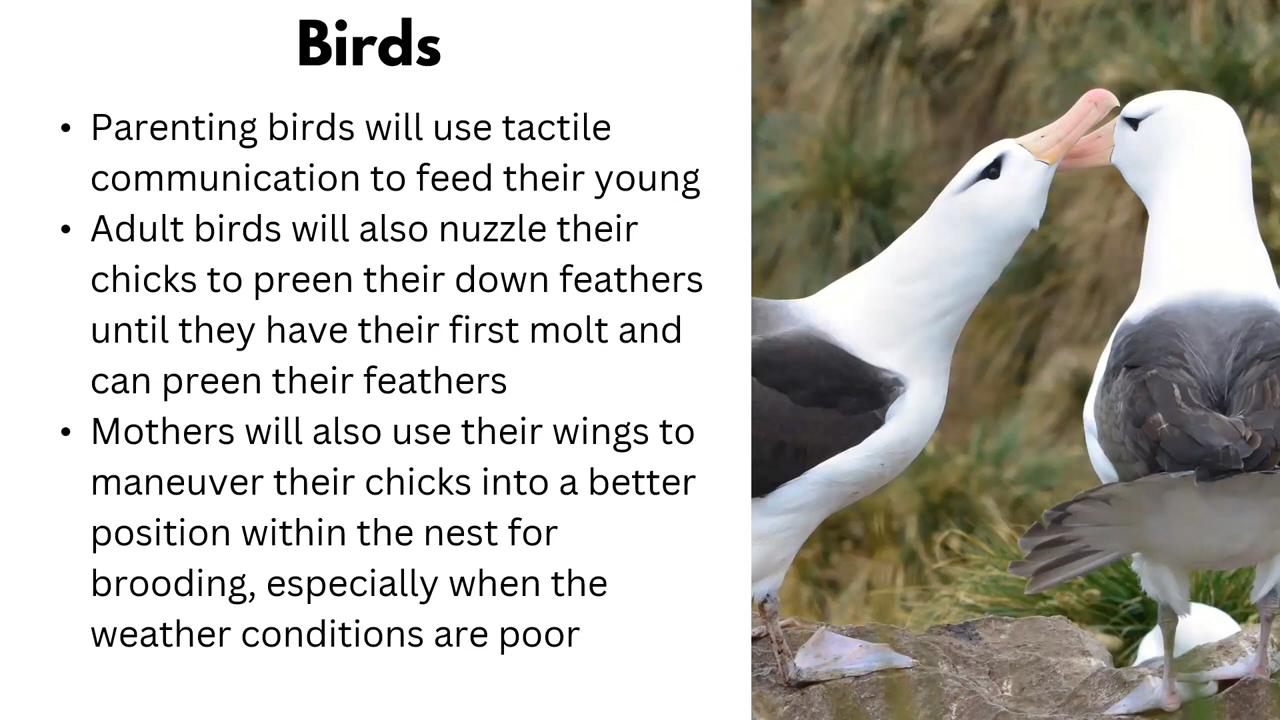 Birds
• Parenting birds will use tactile
communication to feed their young
• Adult birds will also nuzzle their
chicks to preen their down feathers
until they have their first molt and
can preen their feathers
• Mothers will also use their wings to
maneuver their chicks into a better
position within the nest for
brooding, especially when the
weather conditions are poor